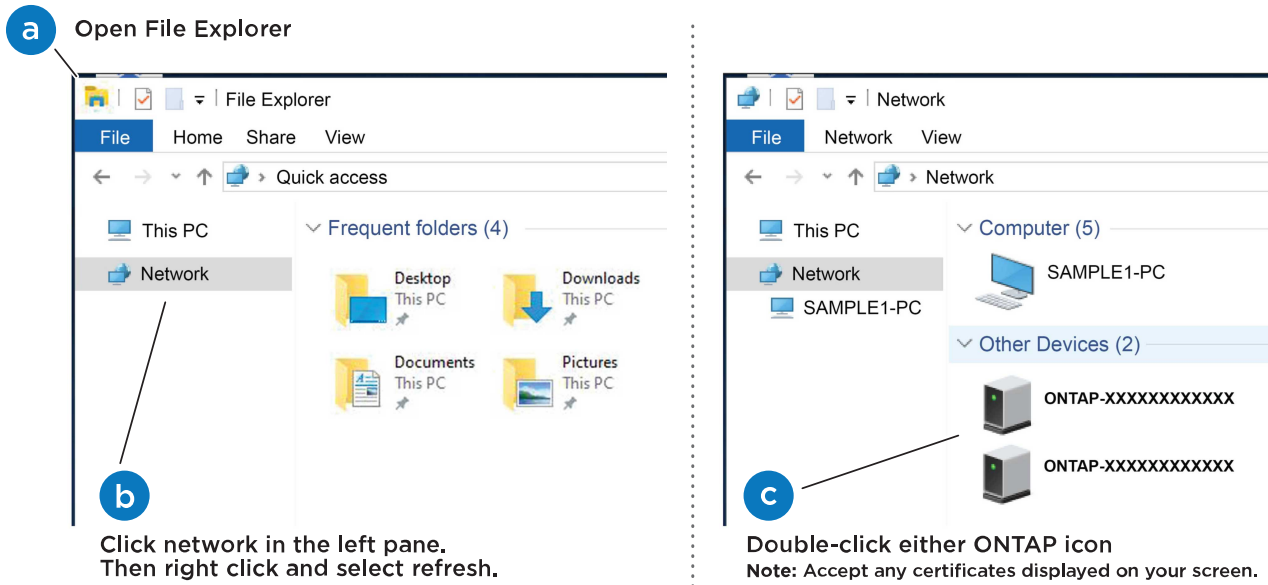 a
Open File Explorer
File Explorer
File Home Share View
Quick access
This PC
Network
Frequent folders (4)
Desktop
This PC
Downloads
This PC
Documents
This PC
Pictures
This PC
b
Click network in the left pane.
Then right click and select refresh.
Network
File Network View
Network
This PC
Network
SAMPLE1-PC
Computer (5)
SAMPLE1-PC
Other Devices (2)
ONTAP-XXXXXXXXXXXX
ONTAP-XXXXXXXXXXXX
c
Double-click either ONTAP icon
Note: Accept any certificates displayed on your screen.